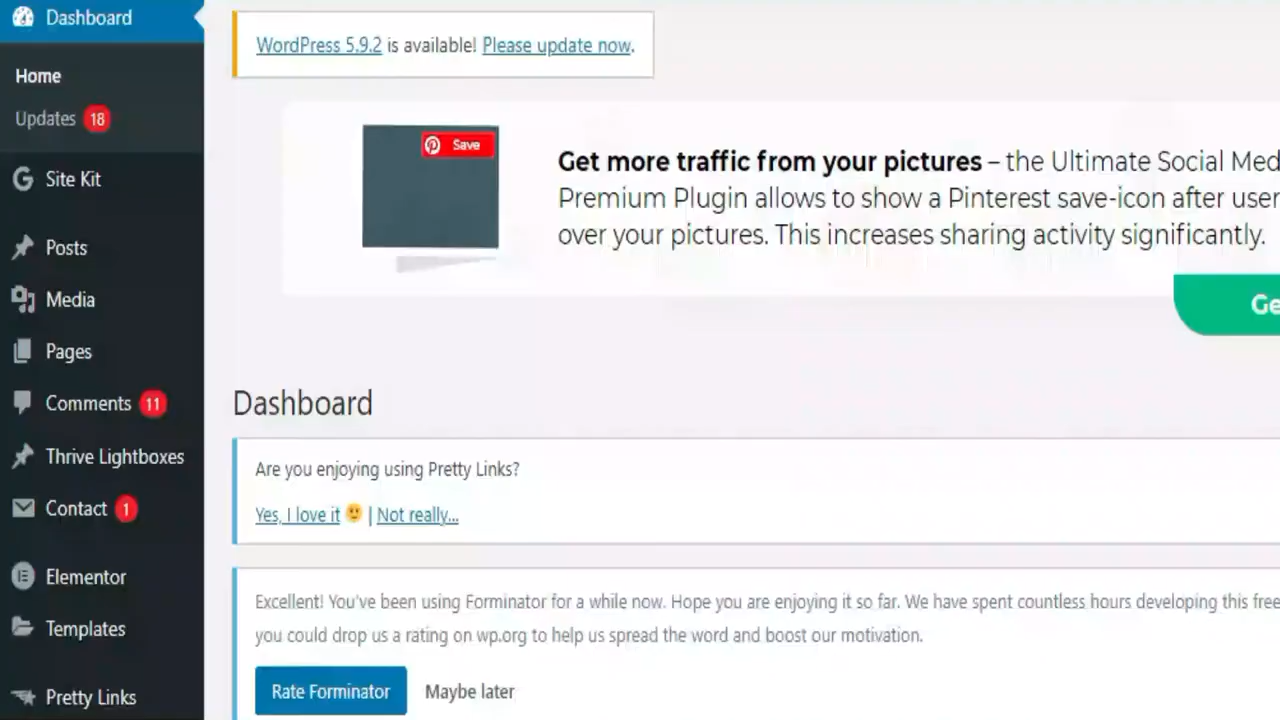 Dashboard
Home
Updates 18
Site Kit
Posts
Media
Pages
Comments 11
Thrive Lightboxes
Contact 1
Elementor
Templates
Pretty Links
WordPress 5.9.2 is available! Please update now.
Save
Get more traffic from your pictures – the Ultimate Social Med
Premium Plugin allows to show a Pinterest save-icon after user
over your pictures. This increases sharing activity significantly.
Ge
Dashboard
Are you enjoying using Pretty Links?
Yes, I love it 🙂 | Not really...
Excellent! You've been using Forminator for a while now. Hope you are enjoying it so far. We have spent countless hours developing this free
you could drop us a rating on wp.org to help us spread the word and boost our motivation.
Rate Forminator Maybe later